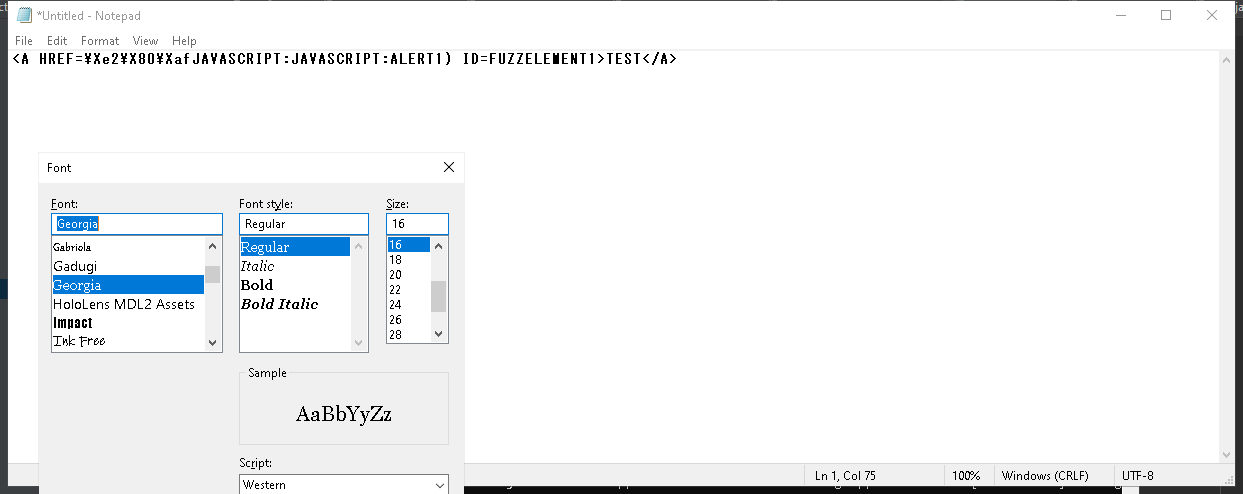 *Untitled - Notepad
File Edit Format View Help
<A HREF=¥Xe2¥X80¥XafJAVASCRIPT:JAVASCRIPT:ALERT1) ID=FUZZELEMENT1>TEST</A>
Font
Font: Font style: Size:
Georgia Regular 16
Gabriola Regular 16
Gadugi Italic 18
Georgia Bold 20
HoloLens MDL2 Assets Bold Italic 22
Impact 24
Ink Free 26
28
Sample
AaBbYyZz
Script:
Western
Ln 1, Col 75 100% Windows (CRLF) UTF-8